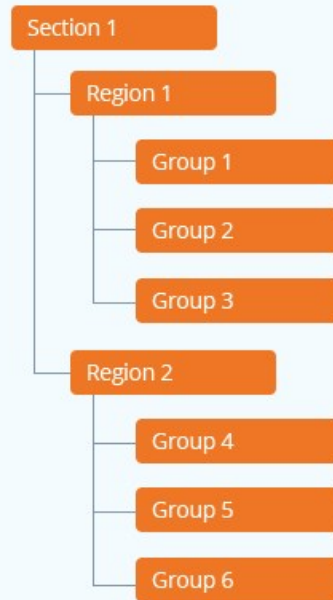 Section 1
Region 1
Group 1
Group 2
Group 3
Region 2
Group 4
Group 5
Group 6